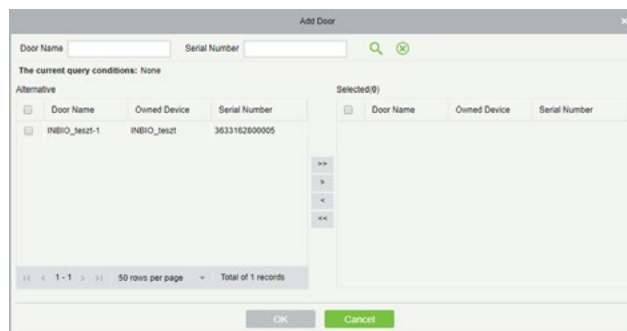 Add Door
Door Name Serial Number
The current query conditions: None
Alternative Selected(0)
Door Name Owned Device Serial Number Door Name Owned Device Serial Number
INBIO_teszt-1 INBIO_teszt 3633162800005
>>
>
<
<<
1 - 1 50 rows per page Total of 1 records
OK Cancel